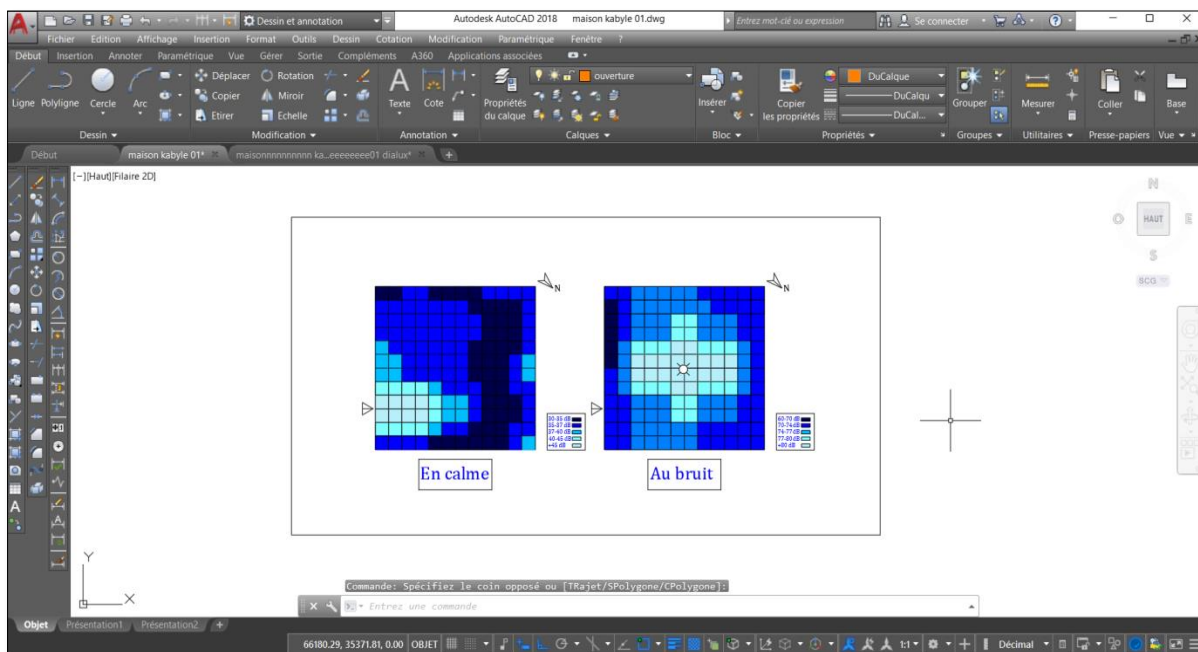 Dessin et annotation
Autodesk AutoCAD 2018 maison kabyle 01.dwg
Entrez mot-clé ou expression
Se connecter
Fichier Edition Affichage Insertion Format Outils Dessin Cotation Modification Paramétrique Fenêtre ?
Début Insertion Annoter Paramétrique Vue Gérer Sortie Compléments A360 Applications associées
Déplacer Rotation ouverture DuCalque
Copier Miroir DuCalqu
Ligne Polyligne Cercle Arc Texte Cote Propriétés du calque Insérer Copier les propriétés Grouper Mesurer Coller Base
Etirer Echelle DuCal...
Dessin Modification Annotation Calques Bloc Propriétés Groupes Utilitaires Presse-papiers Vue
Début maison kabyle 01* maisonnnnnnnnn ka...eeeeeeee01 dialux*
[−][Haut][Filaire 2D]
N
O HAUT E
S
SCG
N N
30-35 dB
35-37 dB
37-40 dB
40-45 dB
+45 dB
60-70 dB
70-74 dB
74-77 dB
77-80 dB
+80 dB
En calme Au bruit
Y
X
Commande: Spécifiez le coin opposé ou [TRajet/SPolygone/CPolygone]:
Entrez une commande
Objet Présentation1 Présentation2 +
66180.29, 35371.81, 0.00 OBJET 1:1 Décimal